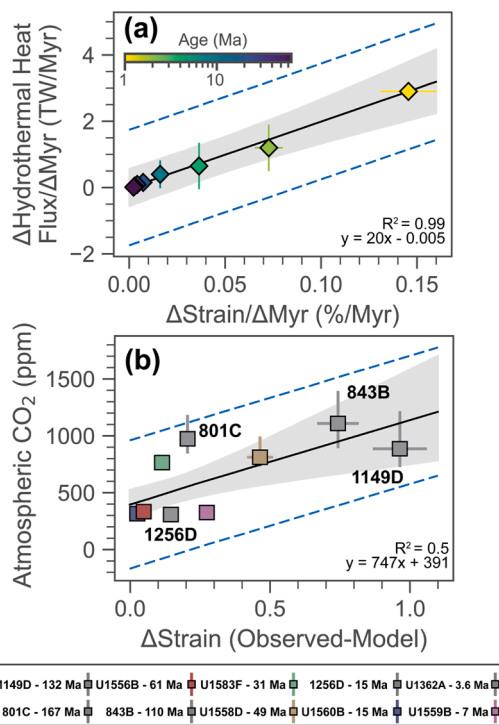 (a)
Age (Ma)
1 10
ΔHydrothermal Heat
Flux/ΔMyr (TW/Myr)
4
2
0
−2
R² = 0.99
y = 20x - 0.005
0.00 0.05 0.10 0.15
ΔStrain/ΔMyr (%/Myr)
(b)
Atmospheric CO₂ (ppm)
1500
1000
500
0
843B
801C
1149D
1256D
R² = 0.5
y = 747x + 391
0.0 0.5 1.0
ΔStrain (Observed-Model)
1149D - 132 Ma U1556B - 61 Ma U1583F - 31 Ma 1256D - 15 Ma U1362A - 3.6 Ma
801C - 167 Ma 843B - 110 Ma U1558D - 49 Ma U1560B - 15 Ma U1559B - 7 Ma